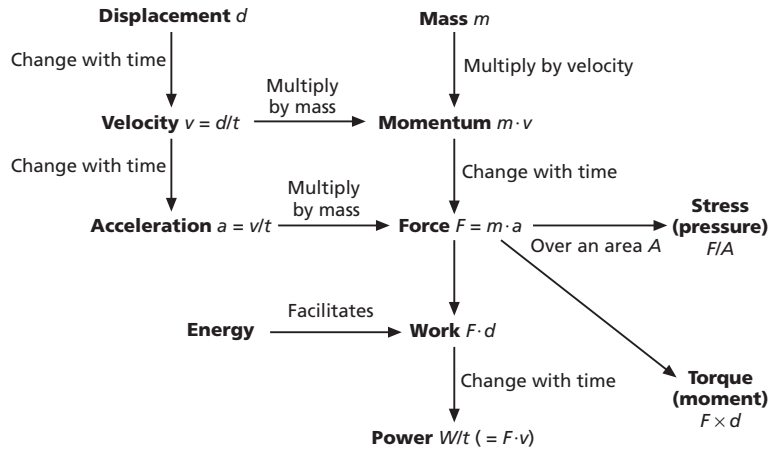 Displacement d
Mass m
Change with time
Multiply by velocity
Multiply
by mass
Velocity v = d/t
Momentum m·v
Change with time
Change with time
Multiply
by mass
Acceleration a = v/t
Force F = m·a
Over an area A
Stress
(pressure)
F/A
Facilitates
Energy
Work F·d
Change with time
Torque
(moment)
F × d
Power W/t ( = F·v)